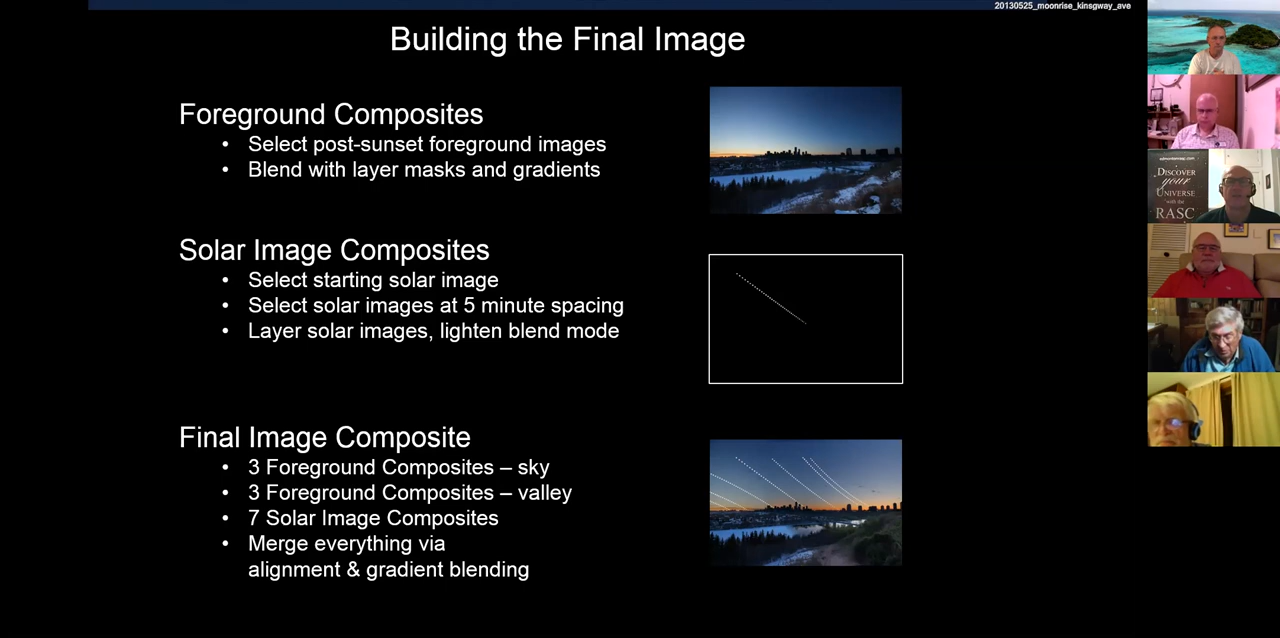 20130525_moonrise_kinsgway_ave
Building the Final Image
Foreground Composites
• Select post-sunset foreground images
• Blend with layer masks and gradients
Solar Image Composites
• Select starting solar image
• Select solar images at 5 minute spacing
• Layer solar images, lighten blend mode
Final Image Composite
• 3 Foreground Composites – sky
• 3 Foreground Composites – valley
• 7 Solar Image Composites
• Merge everything via
alignment & gradient blending
DISCOVER
your
UNIVERSE
with the
RASC